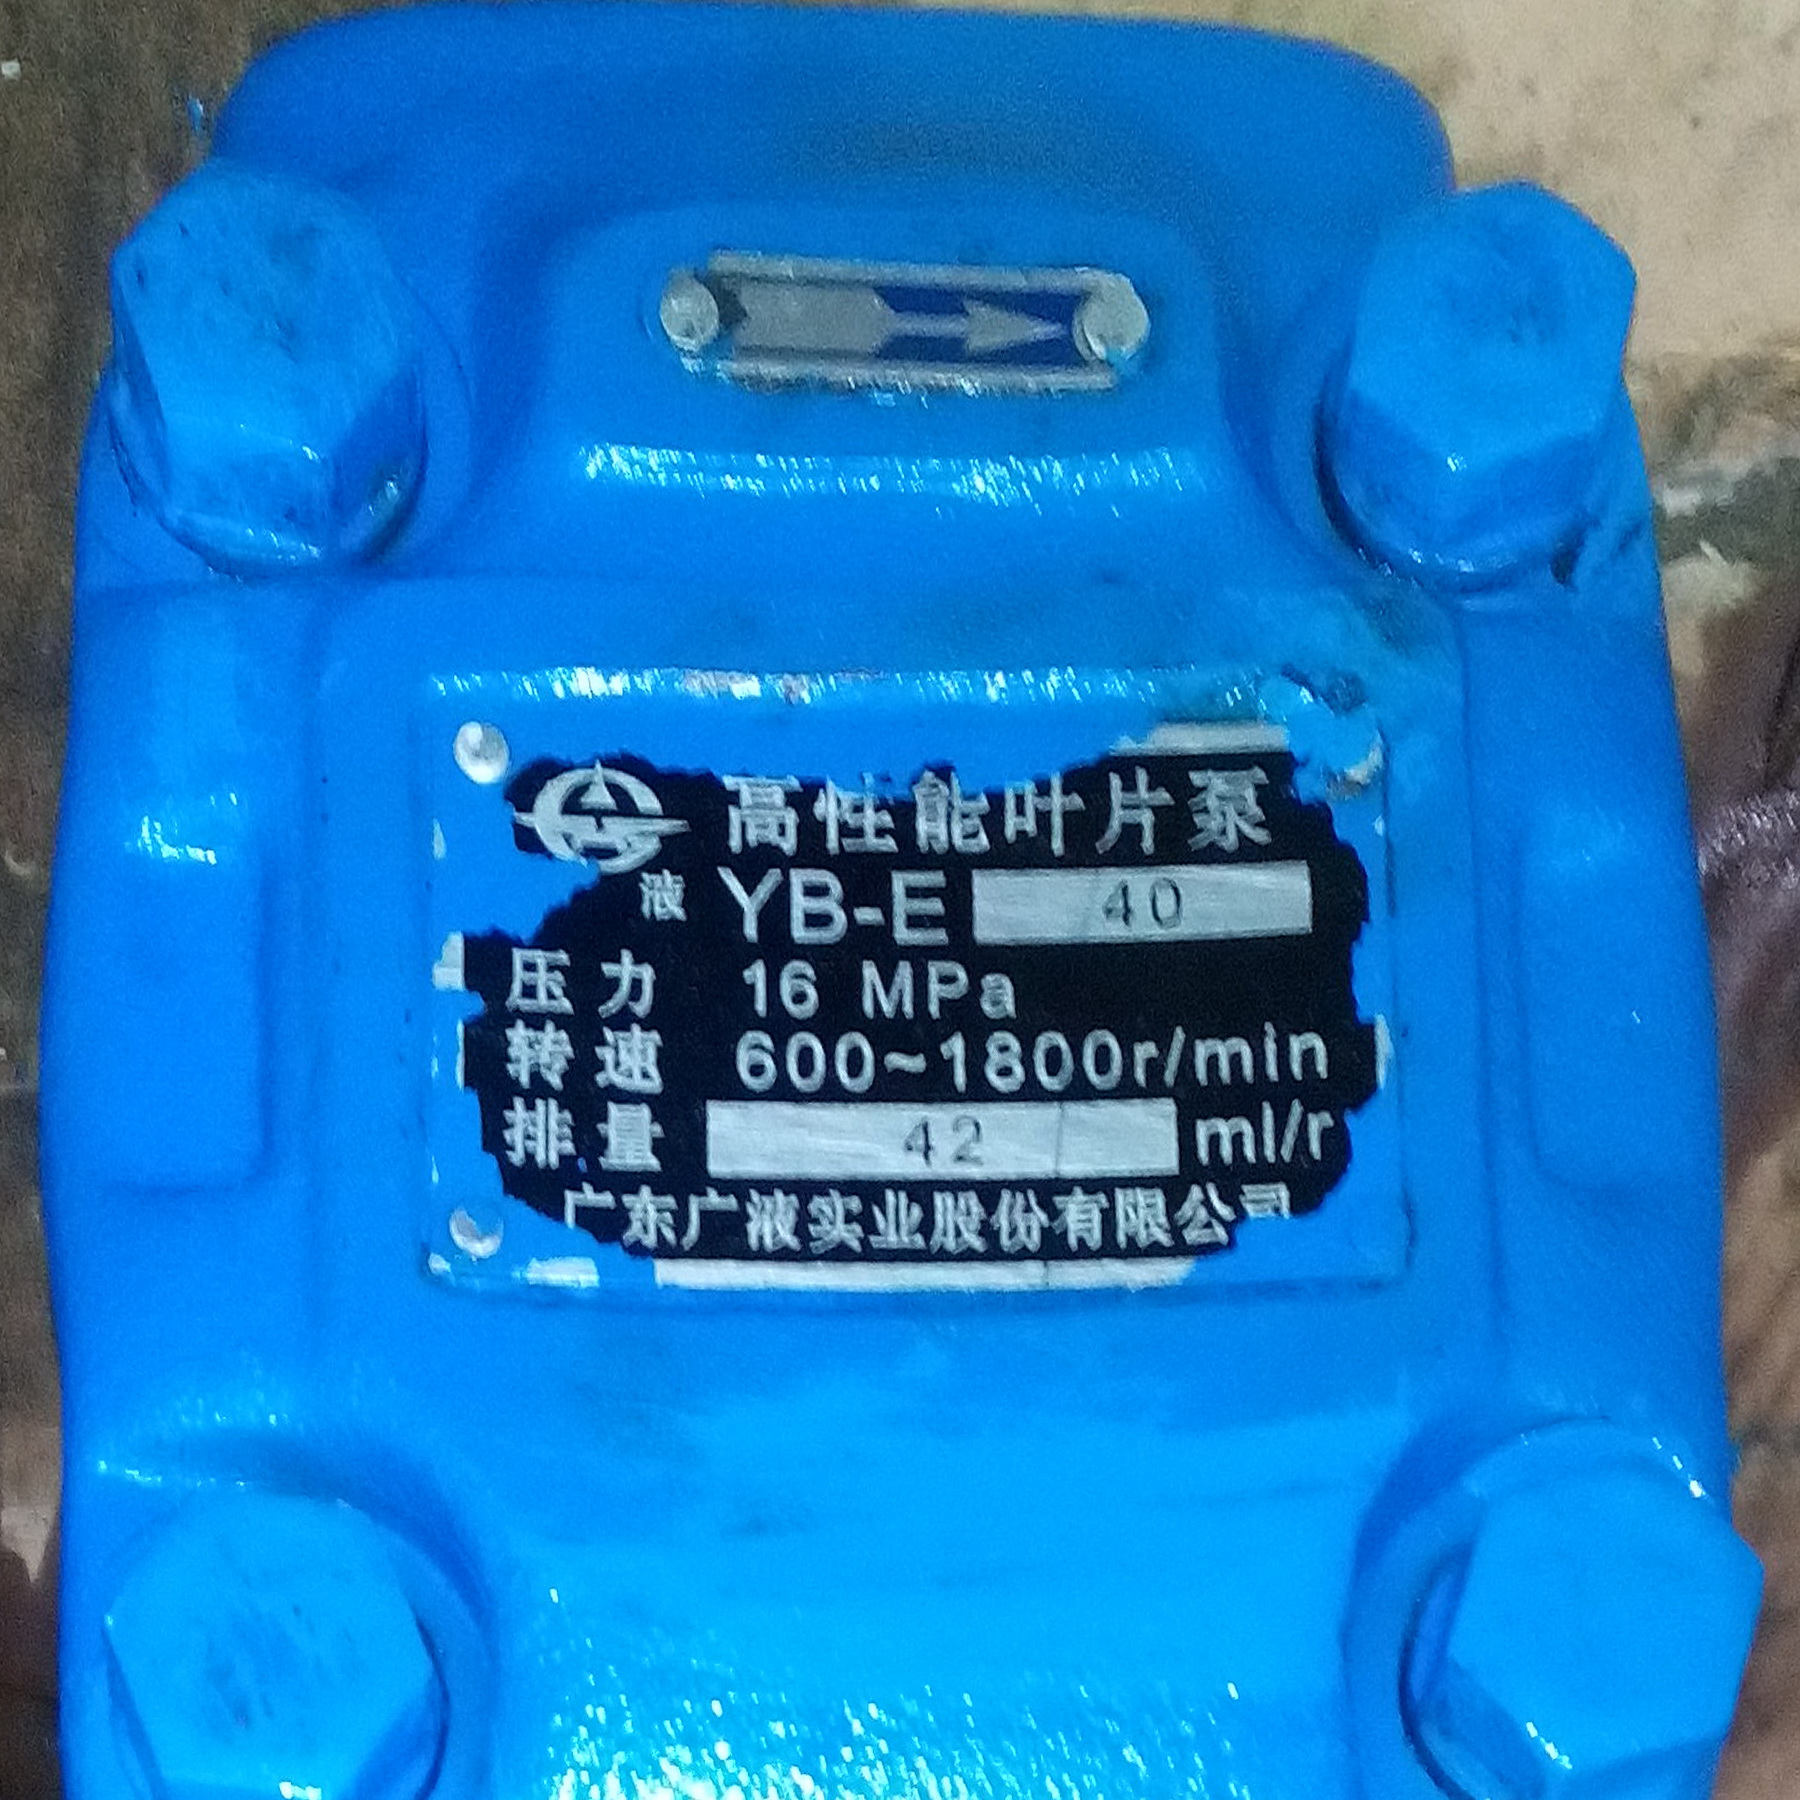 高性能叶片泵
液 YB-E 40
压力 16 MPa
转速 600~1800r/min
排量 42 ml/r
广东广液实业股份有限公司